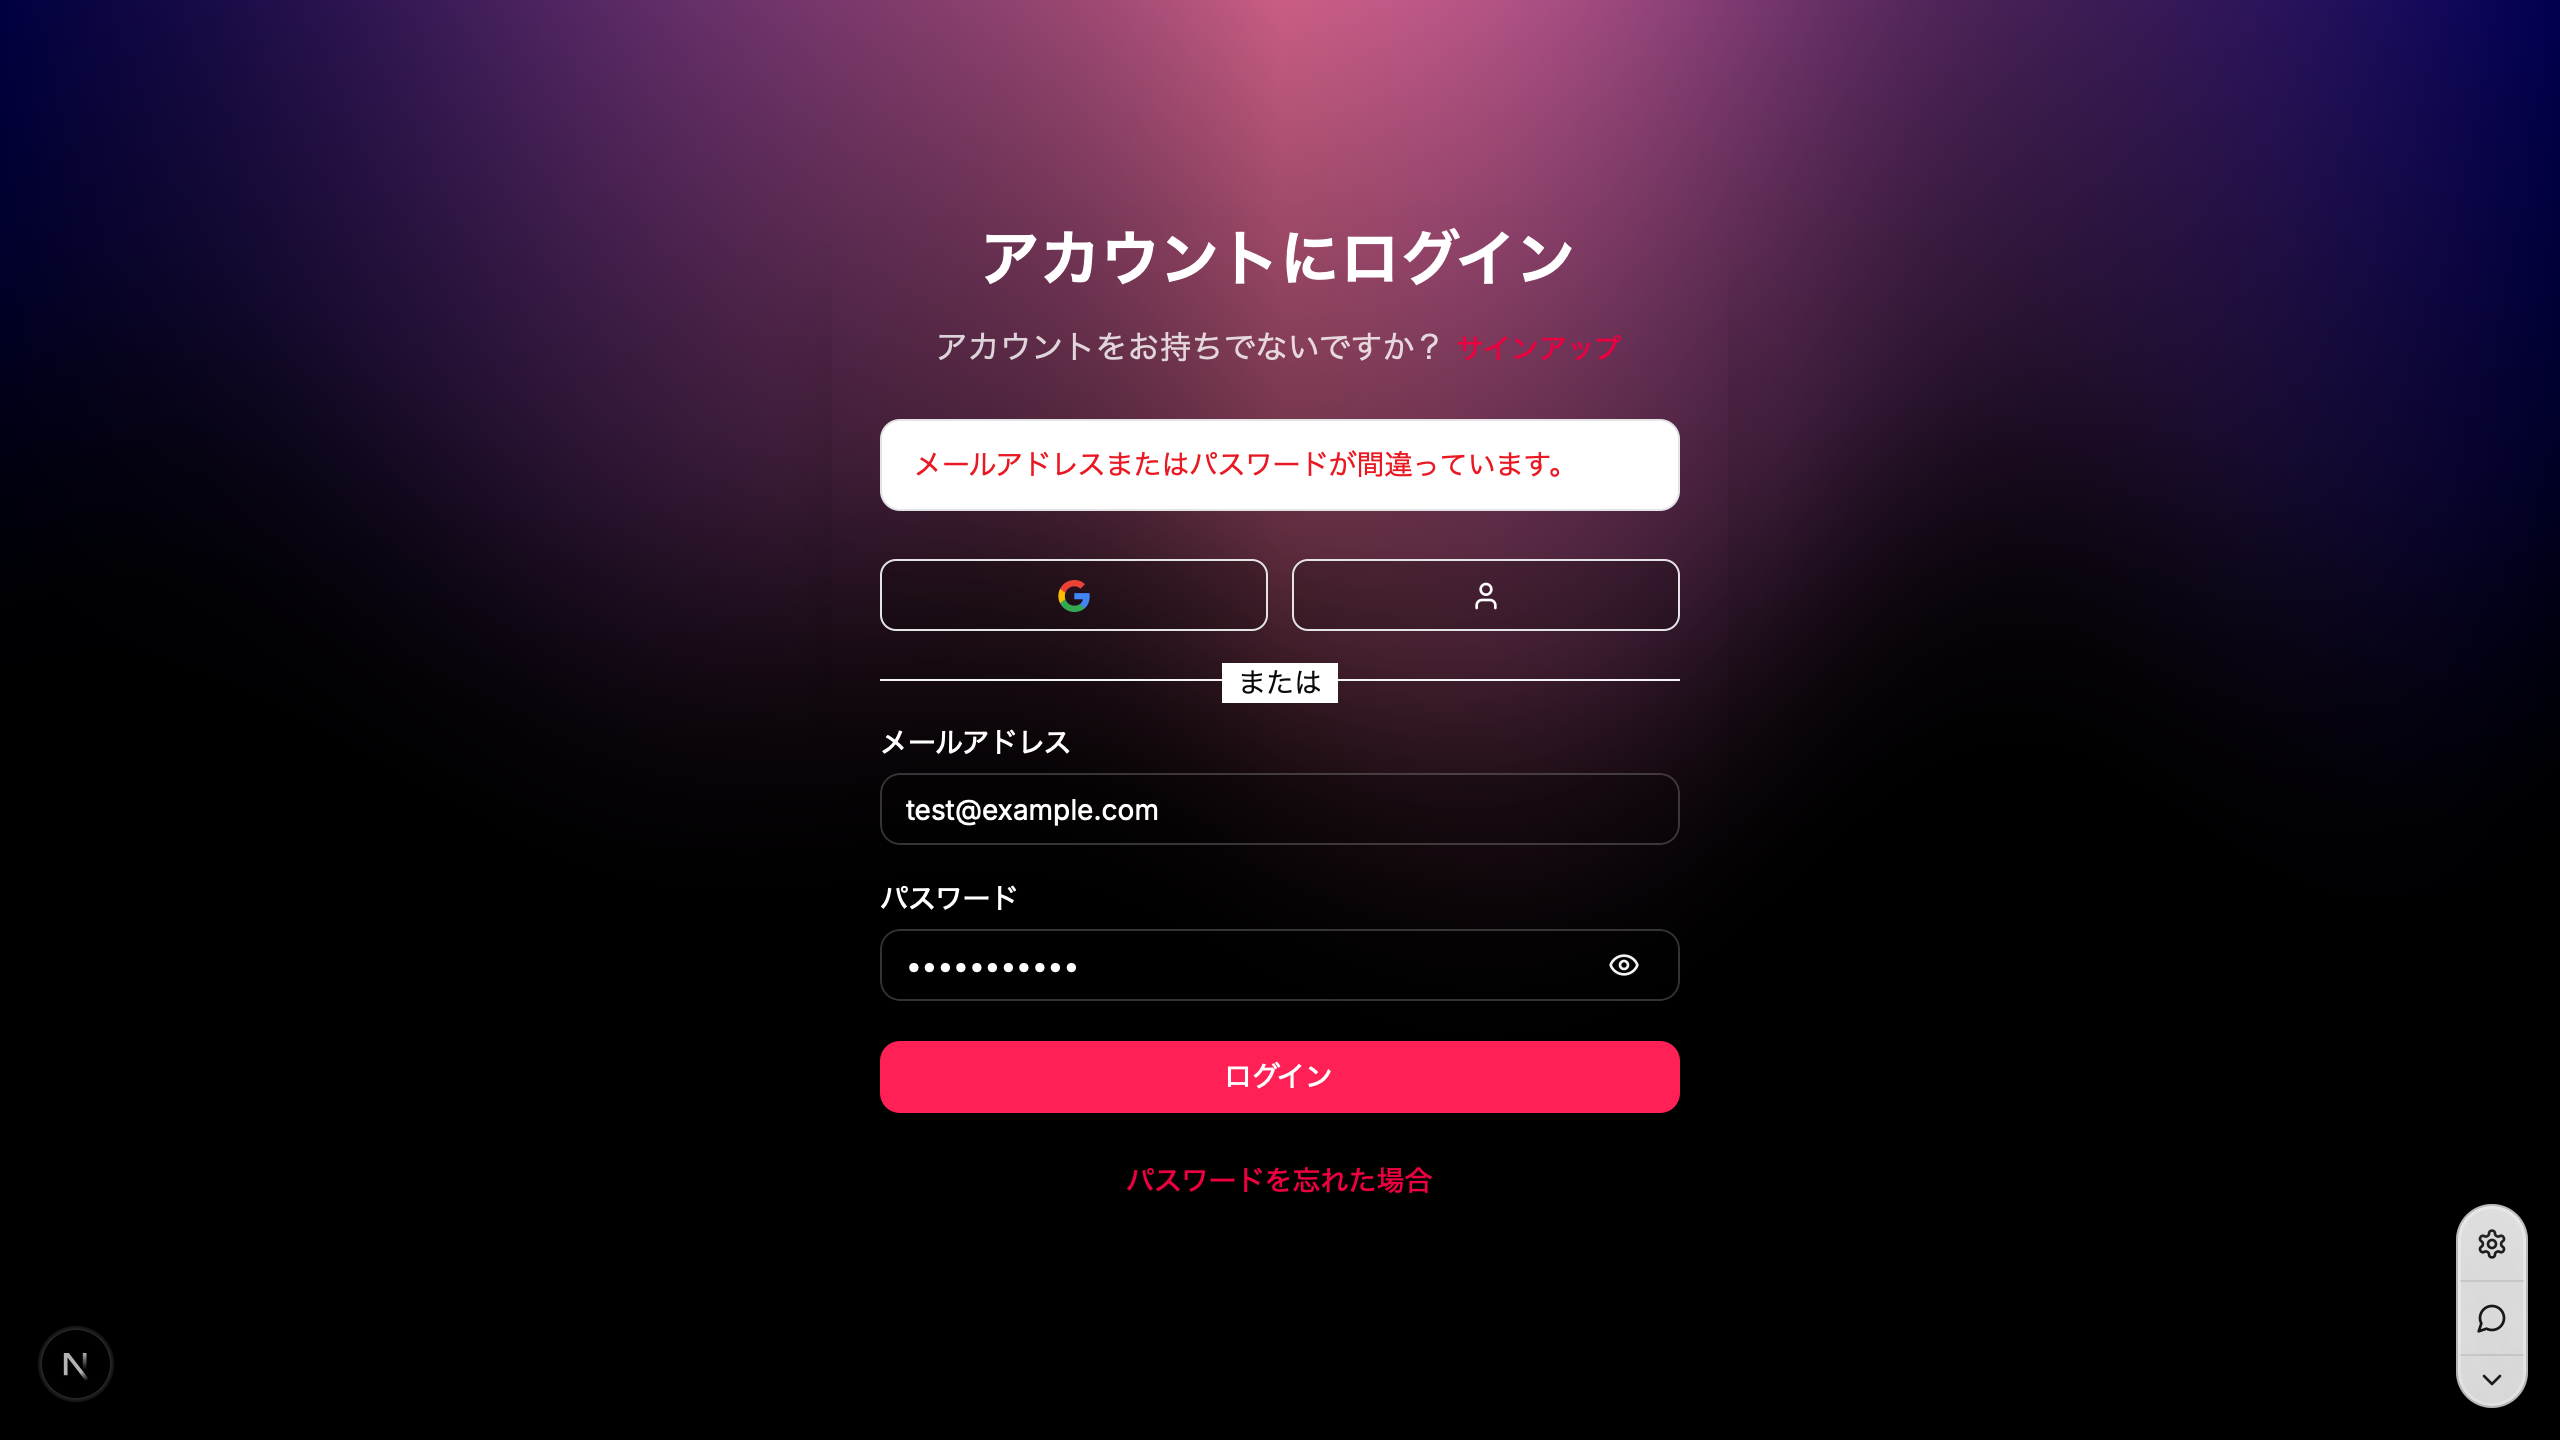 アカウントにログイン
アカウントをお持ちでないですか？ サインアップ
メールアドレスまたはパスワードが間違っています。
または
メールアドレス
test@example.com
パスワード
•••••••••••
ログイン
パスワードを忘れた場合
N